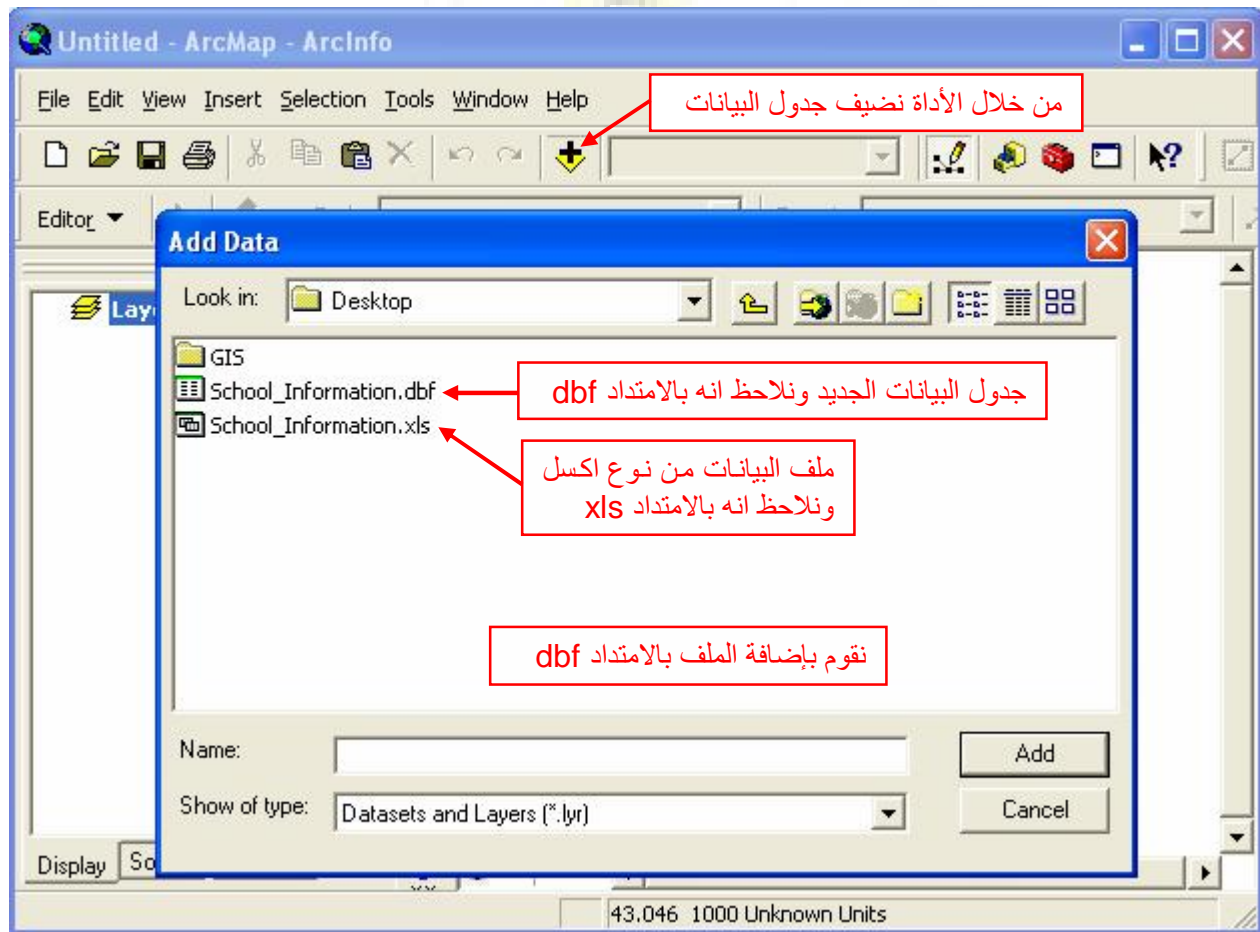 Untitled - ArcMap - ArcInfo
File Edit View Insert Selection Tools Window Help
من خلال الأداة نضيف جدول البيانات
Editor
Add Data
Look in: Desktop
Lay
GIS
School_Information.dbf
جدول البيانات الجديد ونلاحظ انه بالامتداد dbf
School_Information.xls
ملف البيانات من نوع اكسل
ونلاحظ انه بالامتداد xls
نقوم بإضافة الملف بالامتداد dbf
Name:
Add
Show of type: Datasets and Layers (*.lyr)
Cancel
Display So
43.046 1000 Unknown Units